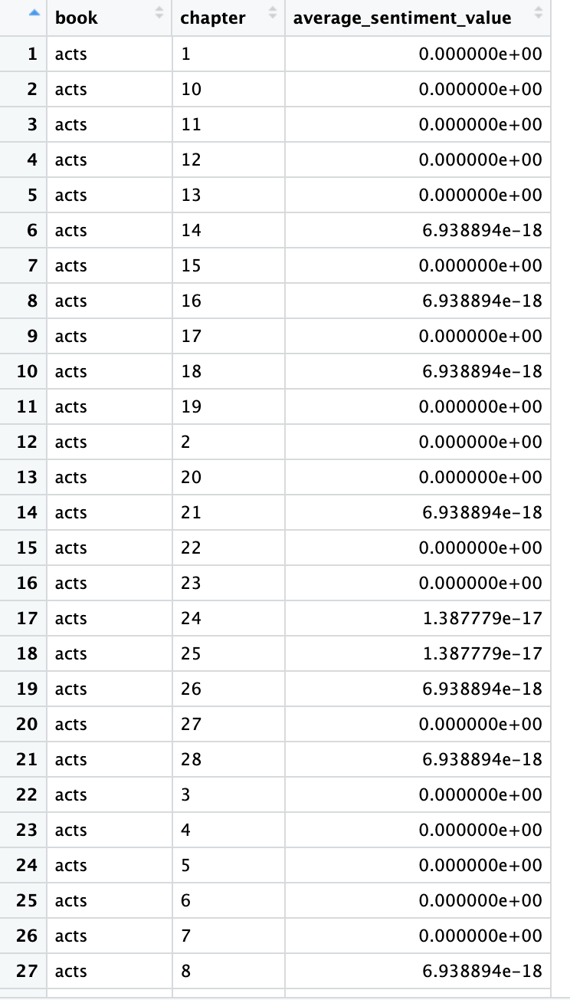 book chapter average_sentiment_value
1 acts 1 0.000000e+00
2 acts 10 0.000000e+00
3 acts 11 0.000000e+00
4 acts 12 0.000000e+00
5 acts 13 0.000000e+00
6 acts 14 6.938894e-18
7 acts 15 0.000000e+00
8 acts 16 6.938894e-18
9 acts 17 0.000000e+00
10 acts 18 6.938894e-18
11 acts 19 0.000000e+00
12 acts 2 0.000000e+00
13 acts 20 0.000000e+00
14 acts 21 6.938894e-18
15 acts 22 0.000000e+00
16 acts 23 0.000000e+00
17 acts 24 1.387779e-17
18 acts 25 1.387779e-17
19 acts 26 6.938894e-18
20 acts 27 0.000000e+00
21 acts 28 6.938894e-18
22 acts 3 0.000000e+00
23 acts 4 0.000000e+00
24 acts 5 0.000000e+00
25 acts 6 0.000000e+00
26 acts 7 0.000000e+00
27 acts 8 6.938894e-18